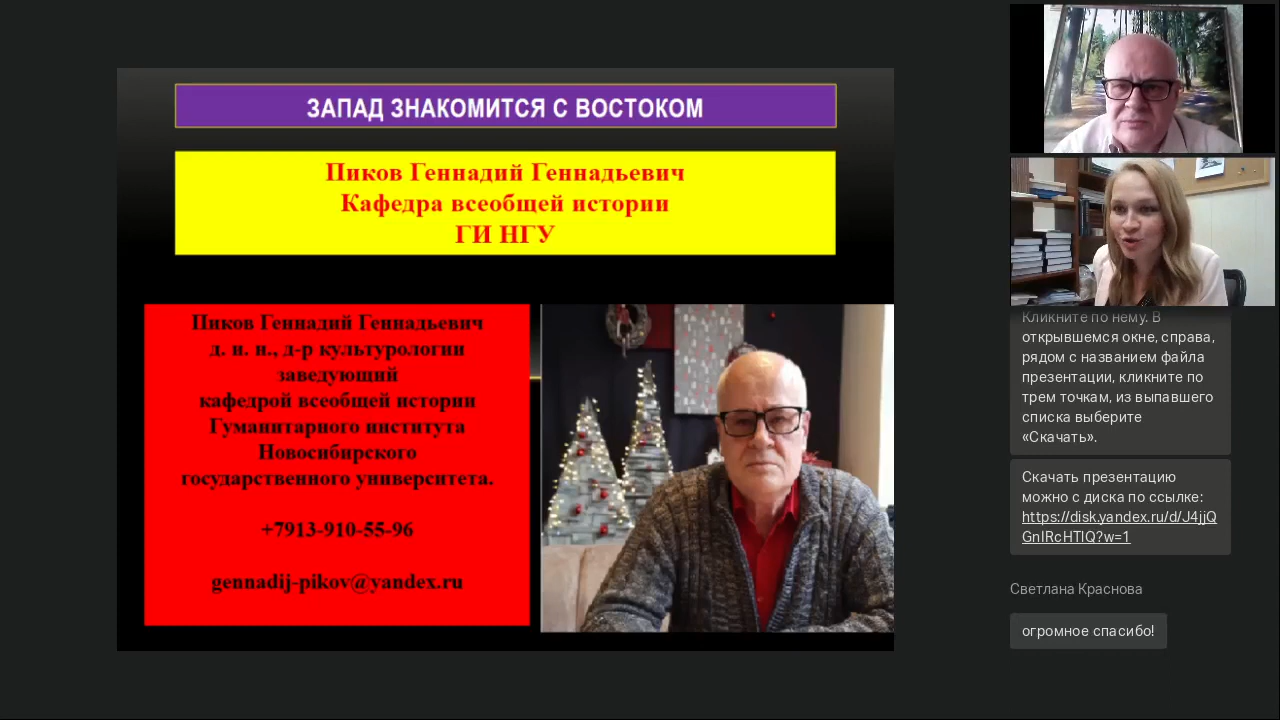 ЗАПАД ЗНАКОМИТСЯ С ВОСТОКОМ
Пиков Геннадий Геннадьевич
Кафедра всеобщей истории
ГИ НГУ
Пиков Геннадий Геннадьевич
д. и. н., д-р культурологии
заведующий
кафедрой всеобщей истории
Гуманитарного института
Новосибирского
государственного университета.
+7913-910-55-96
gennadij-pikov@yandex.ru
Кликните по нему. В
открывшемся окне, справа,
рядом с названием файла
презентации, кликните по
трем точкам, из выпавшего
списка выберите
«Скачать».
Скачать презентацию
можно с диска по ссылке:
https://disk.yandex.ru/d/J4jjQ
GnIRcHTlQ?w=1
Светлана Краснова
огромное спасибо!